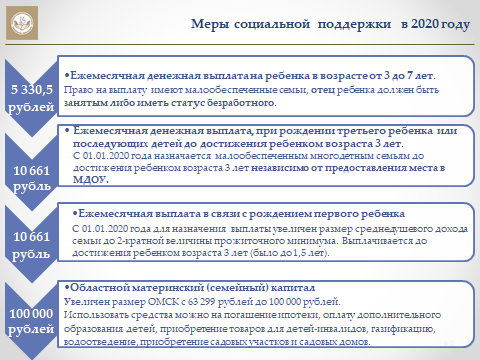 Меры социальной поддержки в 2020 году
5 330,5
рублей
•Ежемесячная денежная выплата на ребенка в возрасте от 3 до 7 лет.
Право на выплату имеют малообеспеченные семьи, отец ребенка должен быть
занятым либо иметь статус безработного.
10 661
рубль
• Ежемесячная денежная выплата, при рождении третьего ребенка или
последующих детей до достижения ребенком возраста 3 лет.
С 01.01.2020 года назначается малообеспеченным многодетным семьям до
достижения ребенком возраста 3 лет независимо от предоставления места в
МДОУ.
10 661
рубль
•Ежемесячная выплата в связи с рождением первого ребенка
С 01.01.2020 года для назначения выплаты увеличен размер среднедушевого дохода
семьи до 2-кратной величины прожиточного минимума. Выплачивается до
достижения ребенком возраста 3 лет (было до 1,5 лет).
100 000
рублей
•Областной материнский (семейный) капитал
Увеличен размер ОМСК с 63 299 рублей до 100 000 рублей.
Использовать средства можно на погашение ипотеки, оплату дополнительного
образования детей, приобретение товаров для детей-инвалидов, газификацию,
водоотведение, приобретение садовых участков и садовых домов.